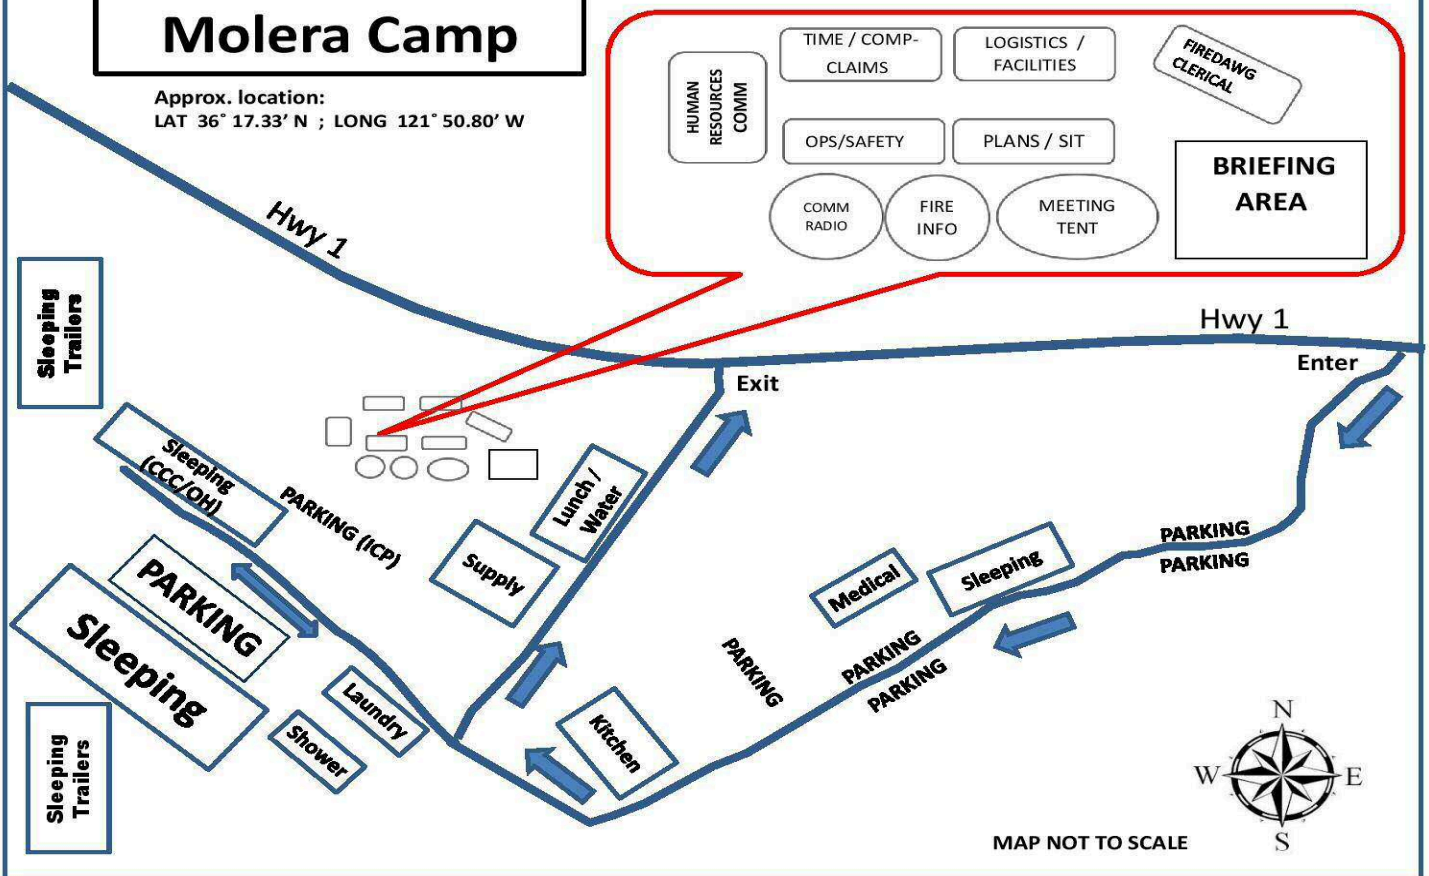 Molera Camp
Approx. location:
LAT 36˚ 17.33’ N ; LONG 121˚ 50.80’ W
HUMAN
RESOURCES
COMM
TIME / COMP-
CLAIMS
LOGISTICS /
FACILITIES
FIREDAWG
CLERICAL
OPS/SAFETY
PLANS / SIT
COMM
RADIO
FIRE
INFO
MEETING
TENT
BRIEFING
AREA
Hwy 1
Hwy 1
Enter
Exit
Sleeping
Trailers
Sleeping
(CCC/OH)
PARKING (ICP)
Lunch /
Water
Supply
PARKING
PARKING
Sleeping
Medical
PARKING
Sleeping
PARKING
PARKING
PARKING
Laundry
Shower
Kitchen
Sleeping
Trailers
N
W
E
S
MAP NOT TO SCALE